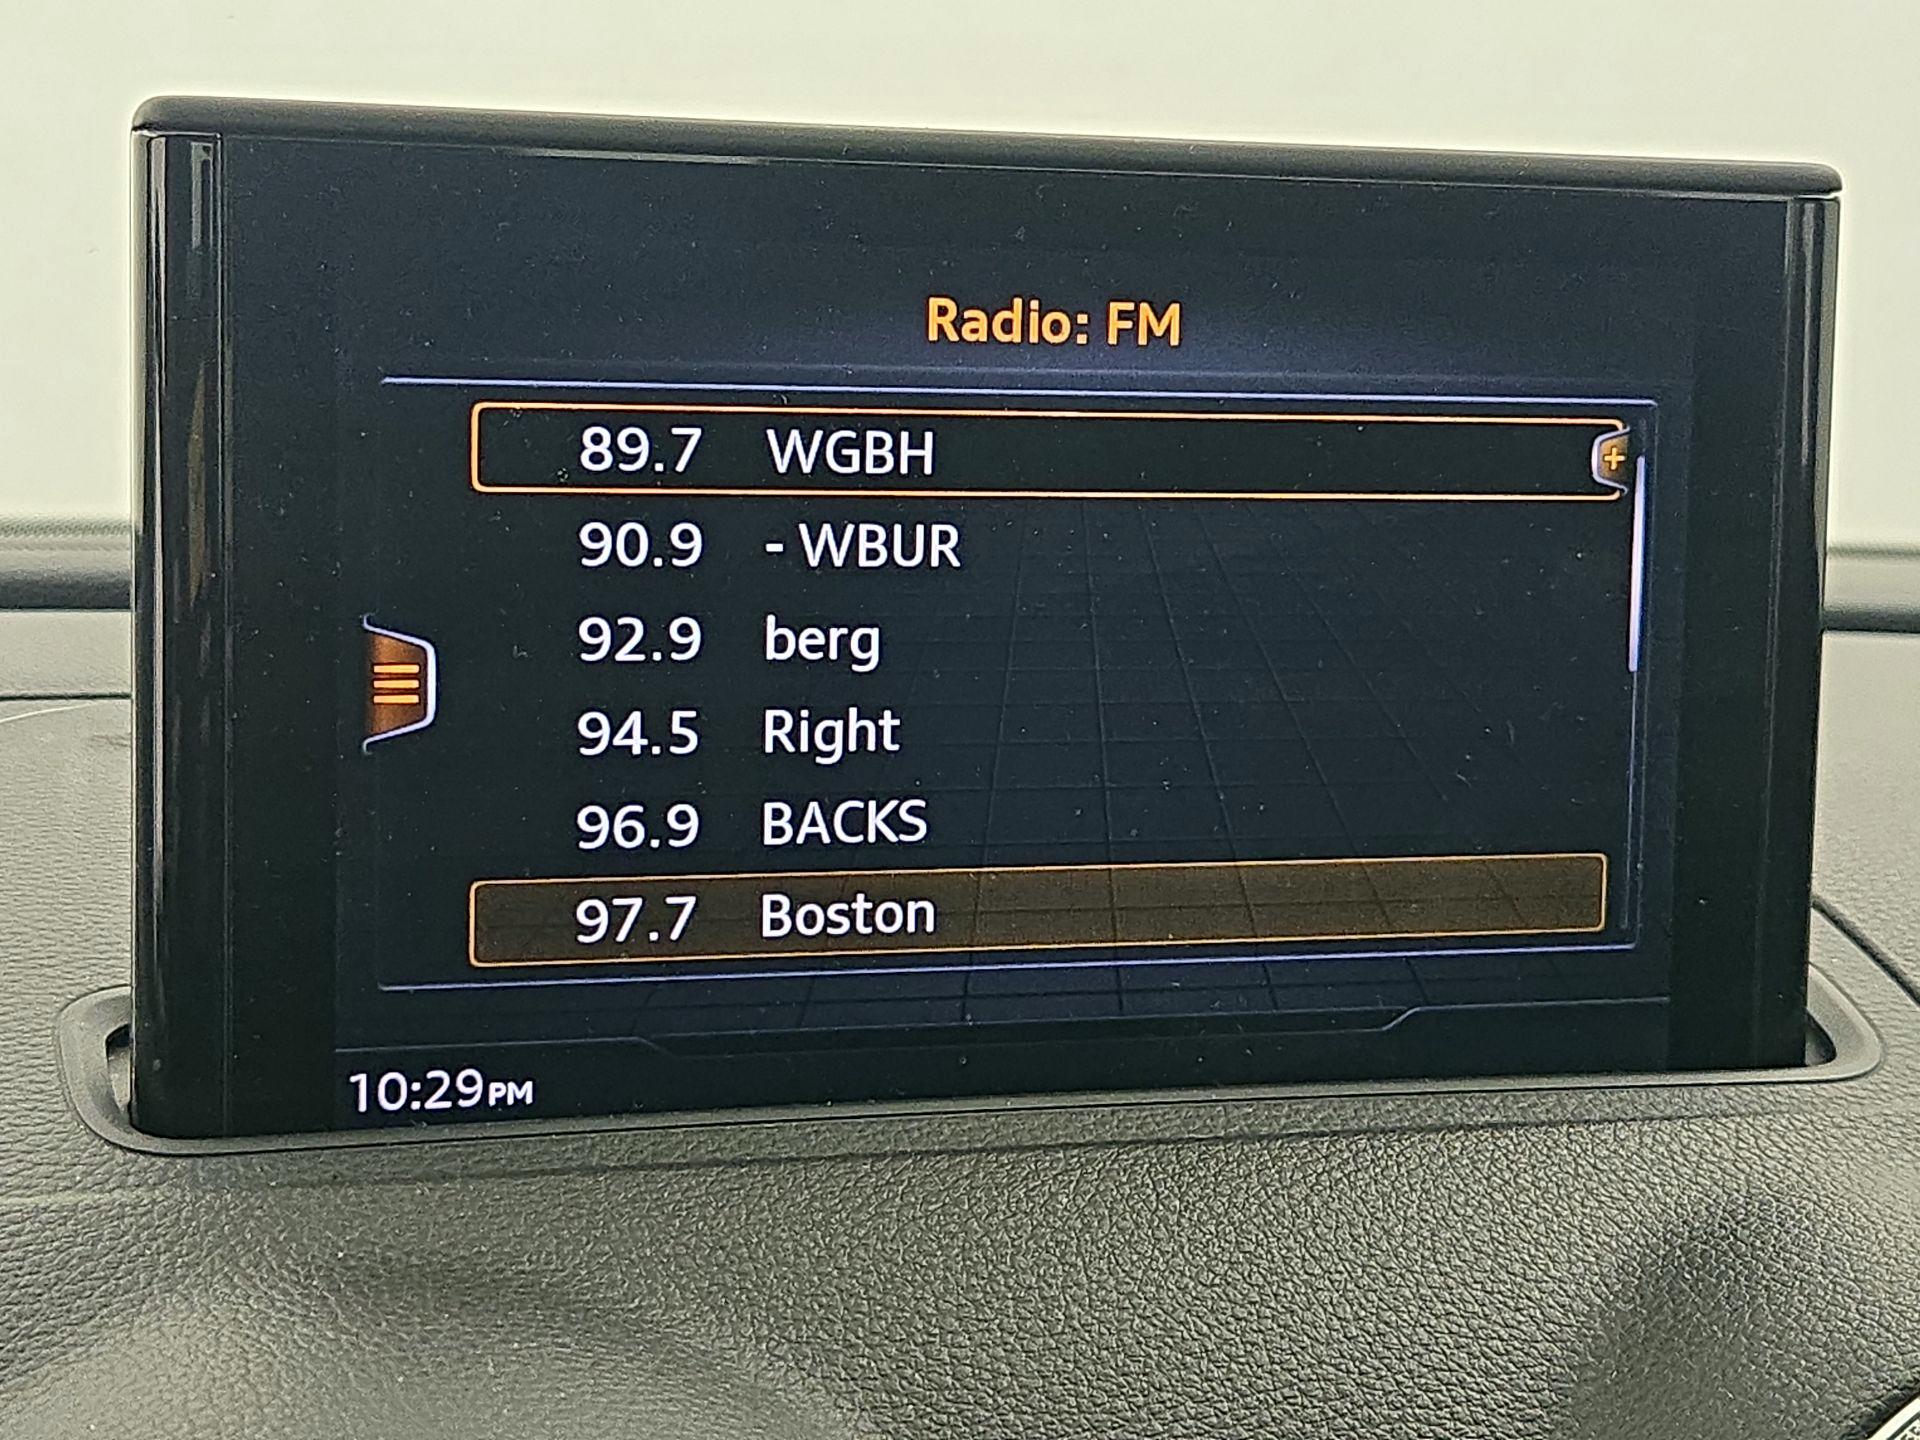 Radio: FM
89.7 WGBH +
90.9 - WBUR
92.9 berg
94.5 Right
96.9 BACKS
97.7 Boston
10:29PM